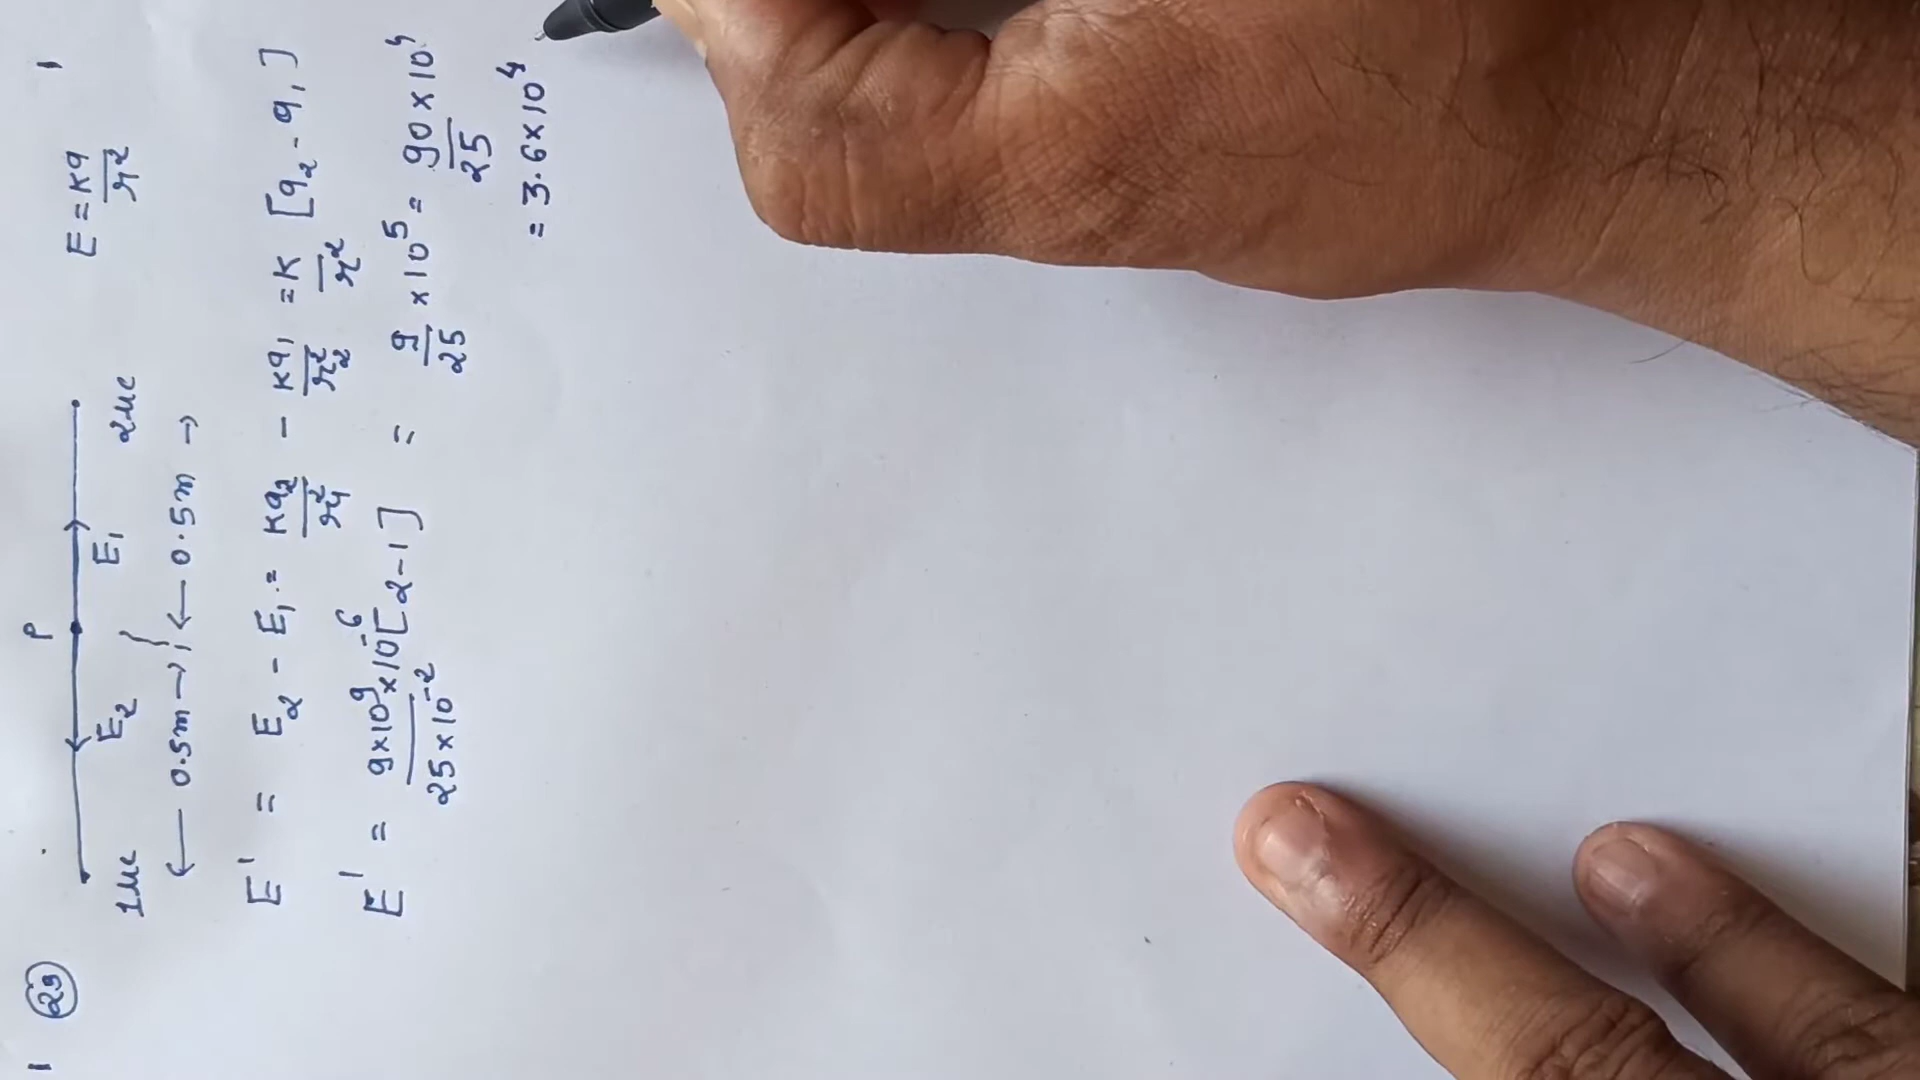 29
P
E = Kq/r²
1μc E₂ E₁ 2μc
← 0.5m → ← 0.5m →
E' = E₂ - E₁ = Kq₂/r₁² - Kq₁/r₂² = K/r² [q₂ - q₁]
E' = 9×10⁹×10⁻⁶/25×10⁻² [2-1] = 9/25 ×10⁵ = 90×10⁴/25
= 3.6×10⁴